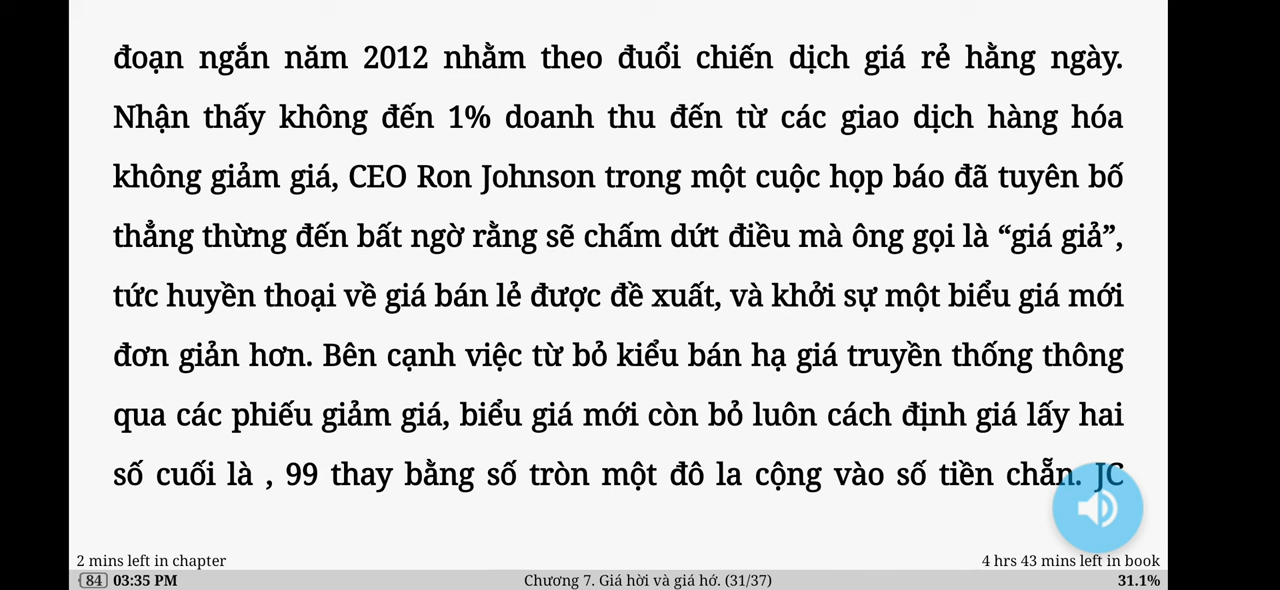 đoạn ngắn năm 2012 nhằm theo đuổi chiến dịch giá rẻ hằng ngày.
Nhận thấy không đến 1% doanh thu đến từ các giao dịch hàng hóa
không giảm giá, CEO Ron Johnson trong một cuộc họp báo đã tuyên bố
thẳng thừng đến bất ngờ rằng sẽ chấm dứt điều mà ông gọi là “giá giả”,
tức huyền thoại về giá bán lẻ được đề xuất, và khởi sự một biểu giá mới
đơn giản hơn. Bên cạnh việc từ bỏ kiểu bán hạ giá truyền thống thông
qua các phiếu giảm giá, biểu giá mới còn bỏ luôn cách định giá lấy hai
số cuối là , 99 thay bằng số tròn một đô la cộng vào số tiền chẵn. JC
2 mins left in chapter
4 hrs 43 mins left in book
84 03:35 PM
Chương 7. Giá hời và giá hớ. (31/37)
31.1%